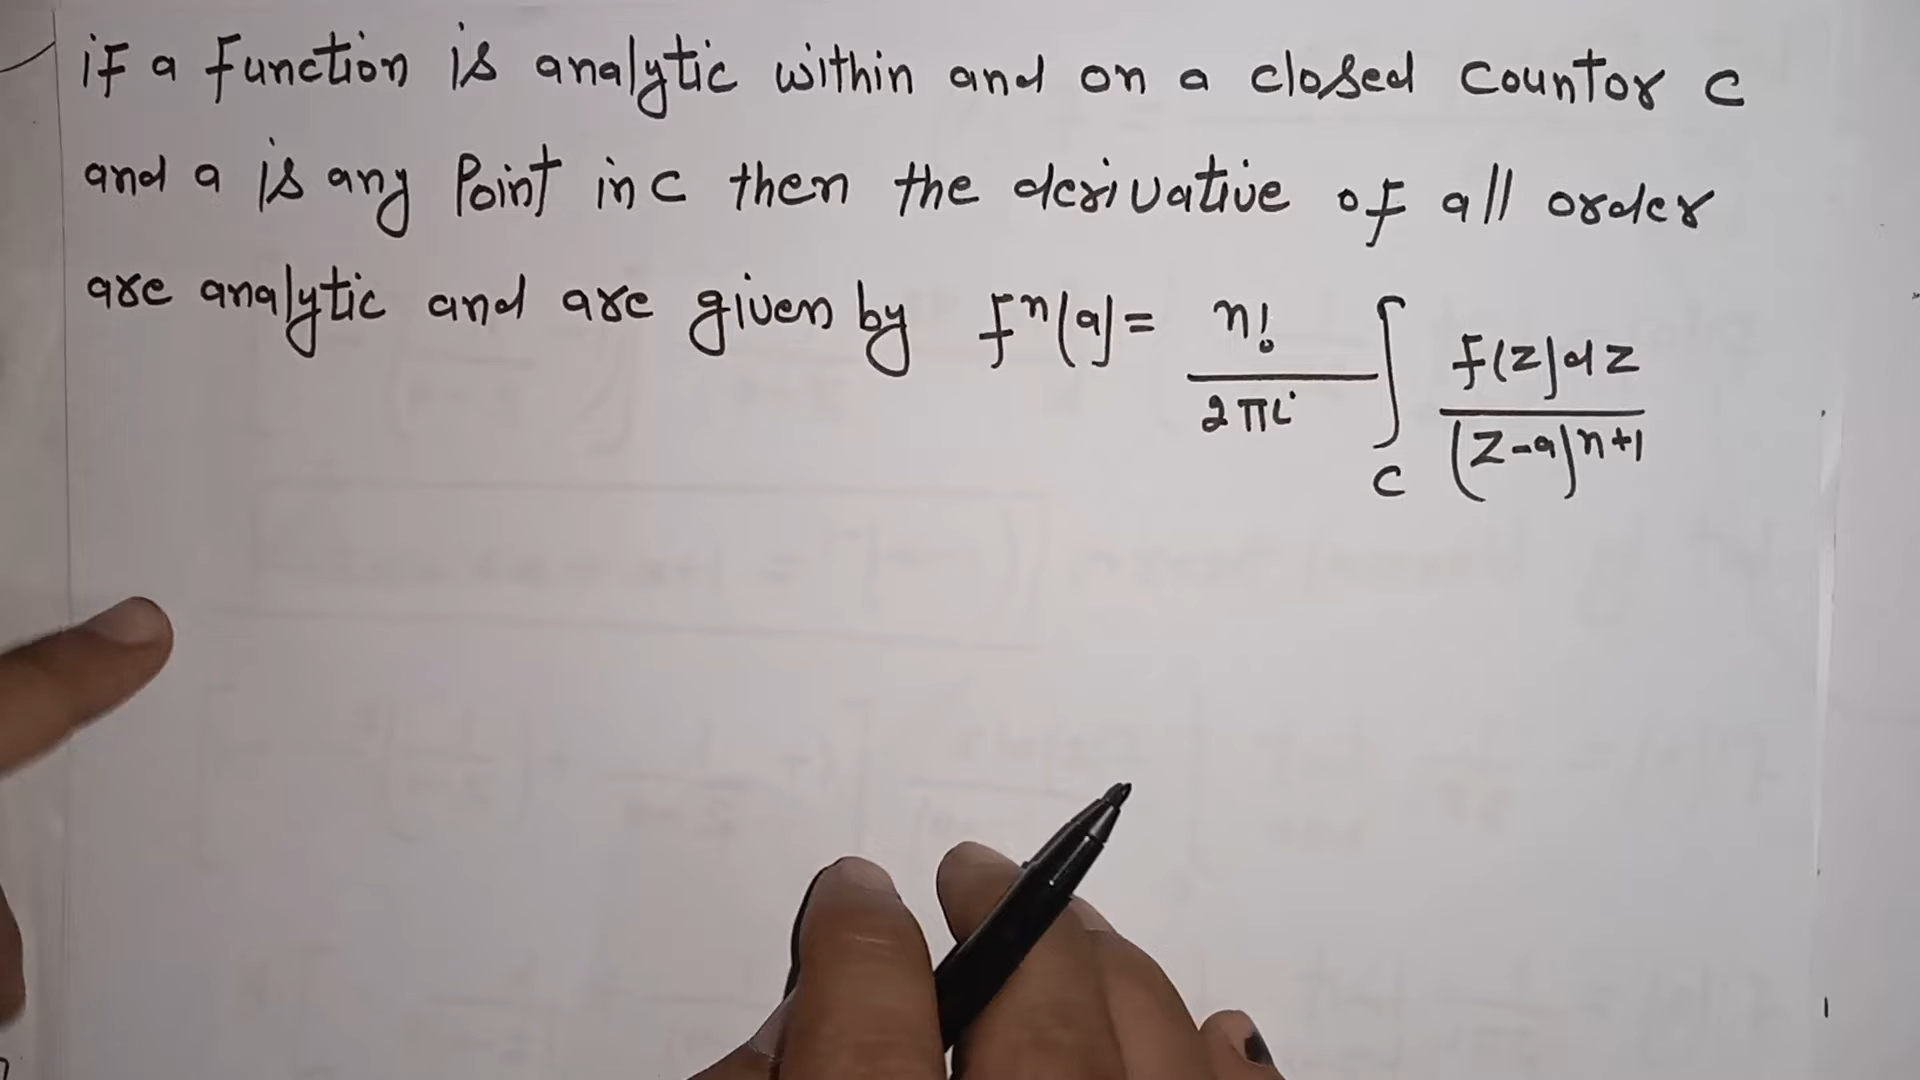 if a function is analytic within and on a closed countor c
and a is any Point in c then the derivative of all order
are analytic and are given by fⁿ(a) = n!/2πi ∫_c f(z)dz/(z-a)ⁿ⁺¹